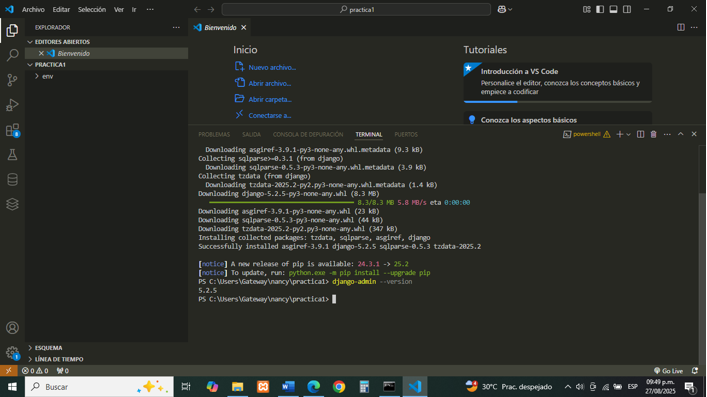 Archivo Editar Selección Ver Ir ···
practica1
EXPLORADOR ···
EDITORES ABIERTOS
Bienvenido
PRACTICA1
env
ESQUEMA
LÍNEA DE TIEMPO
Bienvenido
Inicio
Nuevo archivo...
Abrir archivo...
Abrir carpeta...
Conectarse a...
Tutoriales
Introducción a VS Code
Personalice el editor, conozca los conceptos básicos y
empiece a codificar
Conozca los aspectos básicos
PROBLEMAS SALIDA CONSOLA DE DEPURACIÓN TERMINAL PUERTOS
powershell
Downloading asgiref-3.9.1-py3-none-any.whl.metadata (9.3 kB)
Collecting sqlparse>=0.3.1 (from django)
Downloading sqlparse-0.5.3-py3-none-any.whl.metadata (3.9 kB)
Collecting tzdata (from django)
Downloading tzdata-2025.2-py2.py3-none-any.whl.metadata (1.4 kB)
Downloading django-5.2.5-py3-none-any.whl (8.3 MB)
8.3/8.3 MB 5.8 MB/s eta 0:00:00
Downloading asgiref-3.9.1-py3-none-any.whl (23 kB)
Downloading sqlparse-0.5.3-py3-none-any.whl (44 kB)
Downloading tzdata-2025.2-py2.py3-none-any.whl (347 kB)
Installing collected packages: tzdata, sqlparse, asgiref, django
Successfully installed asgiref-3.9.1 django-5.2.5 sqlparse-0.5.3 tzdata-2025.2
[notice] A new release of pip is available: 24.3.1 -> 25.2
[notice] To update, run: python.exe -m pip install --upgrade pip
PS C:\Users\Gateway\nancy\practica1> django-admin --version
5.2.5
PS C:\Users\Gateway\nancy\practica1>
0 0 0 Go Live
Buscar
30°C Prac. despejado
ESP
09:49 p.m.
27/08/2025